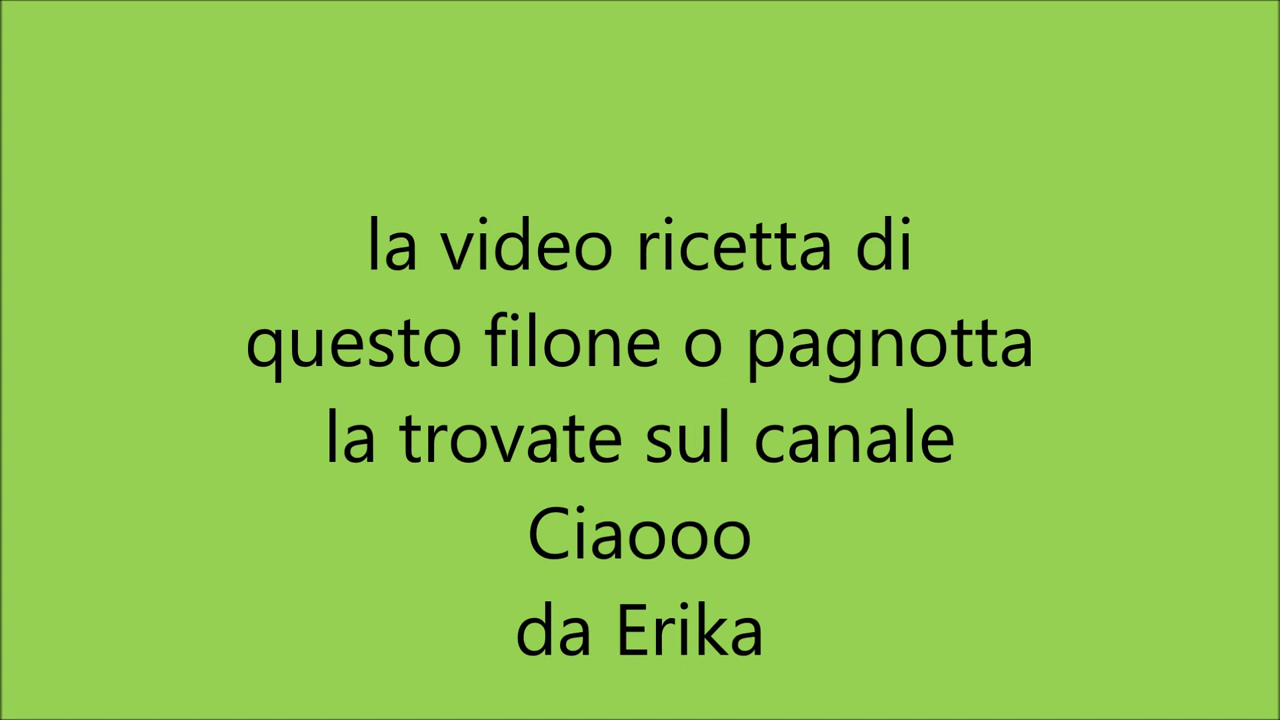 la video ricetta di
questo filone o pagnotta
la trovate sul canale
Ciaooo
da Erika